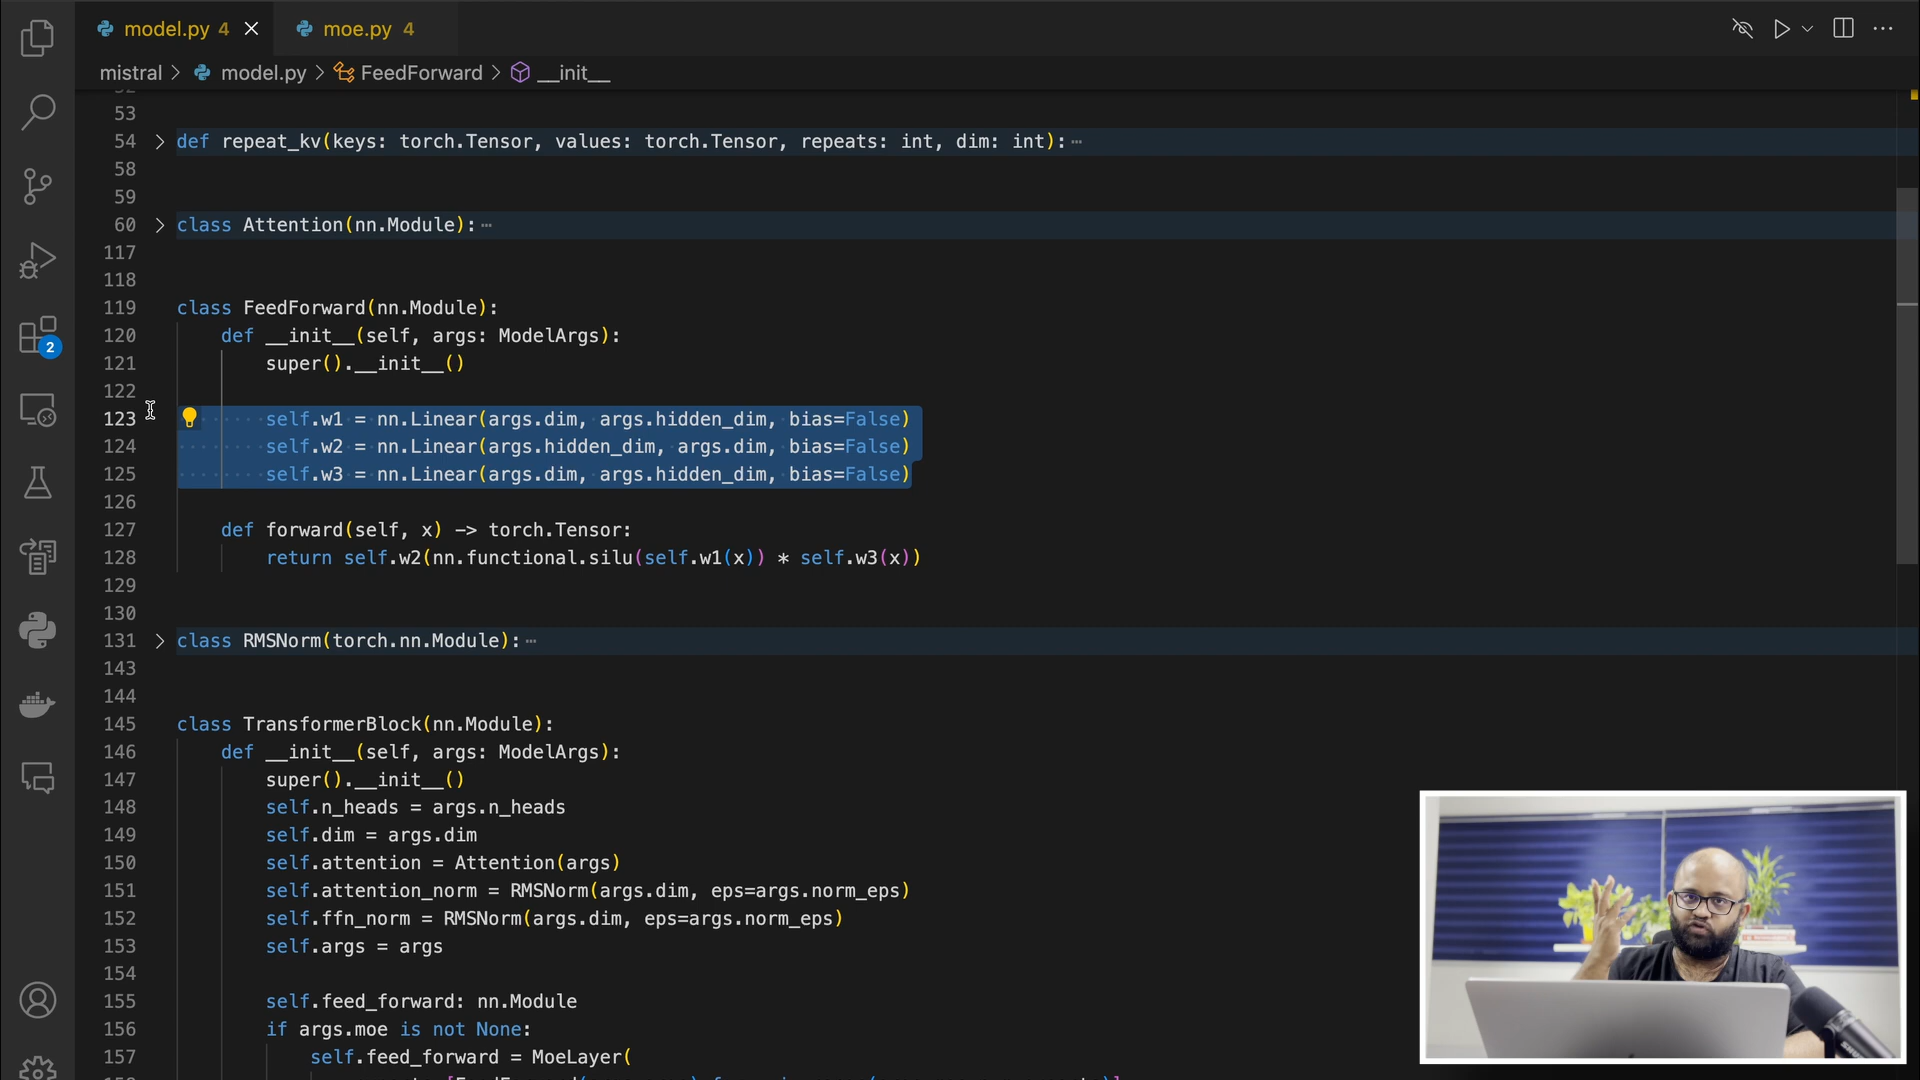 model.py 4
moe.py 4
mistral > model.py > FeedForward > __init__
53
54 def repeat_kv(keys: torch.Tensor, values: torch.Tensor, repeats: int, dim: int):
58
59
60 class Attention(nn.Module):
117
118
119 class FeedForward(nn.Module):
120 def __init__(self, args: ModelArgs):
121 super().__init__()
122
123 self.w1 = nn.Linear(args.dim, args.hidden_dim, bias=False)
124 self.w2 = nn.Linear(args.hidden_dim, args.dim, bias=False)
125 self.w3 = nn.Linear(args.dim, args.hidden_dim, bias=False)
126
127 def forward(self, x) -> torch.Tensor:
128 return self.w2(nn.functional.silu(self.w1(x)) * self.w3(x))
129
130
131 class RMSNorm(torch.nn.Module):
143
144
145 class TransformerBlock(nn.Module):
146 def __init__(self, args: ModelArgs):
147 super().__init__()
148 self.n_heads = args.n_heads
149 self.dim = args.dim
150 self.attention = Attention(args)
151 self.attention_norm = RMSNorm(args.dim, eps=args.norm_eps)
152 self.ffn_norm = RMSNorm(args.dim, eps=args.norm_eps)
153 self.args = args
154
155 self.feed_forward: nn.Module
156 if args.moe is not None:
157 self.feed_forward = MoeLayer(
2